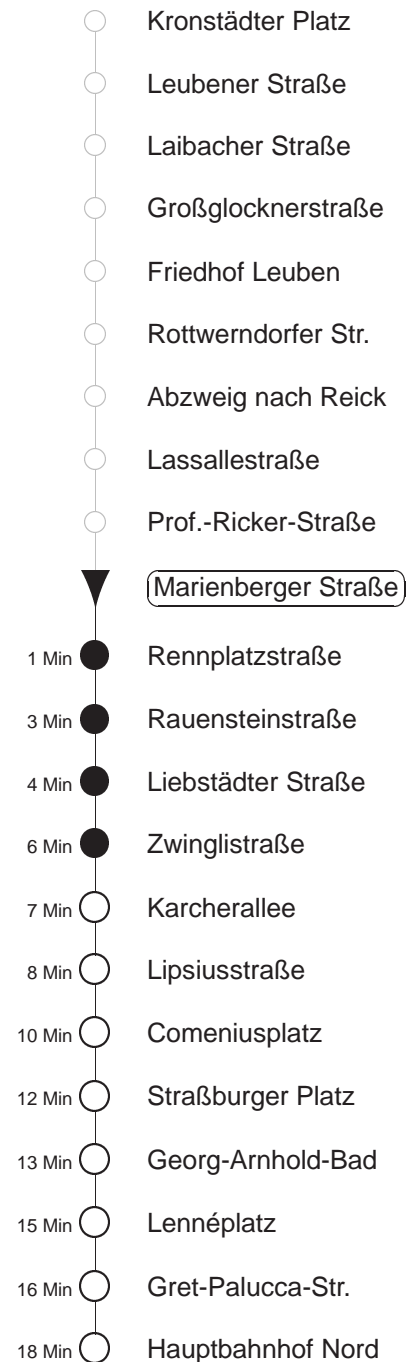 Kronstädter Platz
Leubener Straße
Laibacher Straße
Großglocknerstraße
Friedhof Leuben
Rottwerndorfer Str.
Abzweig nach Reick
Lassallestraße
Prof.-Ricker-Straße
Marienberger Straße
1 Min Rennplatzstraße
3 Min Rauensteinstraße
4 Min Liebstädter Straße
6 Min Zwinglistraße
7 Min Karcherallee
8 Min Lipsiusstraße
10 Min Comeniusplatz
12 Min Straßburger Platz
13 Min Georg-Arnhold-Bad
15 Min Lennéplatz
16 Min Gret-Palucca-Str.
18 Min Hauptbahnhof Nord